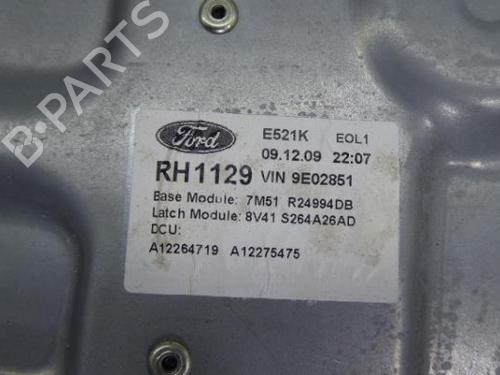 Ford
E521K EOL1
09.12.09 22:07
RH1129 VIN 9E02851
Base Module: 7M51 R24994DB
Latch Module: 8V41 S264A26AD
DCU:
A12264719 A12275475
B-PARTS